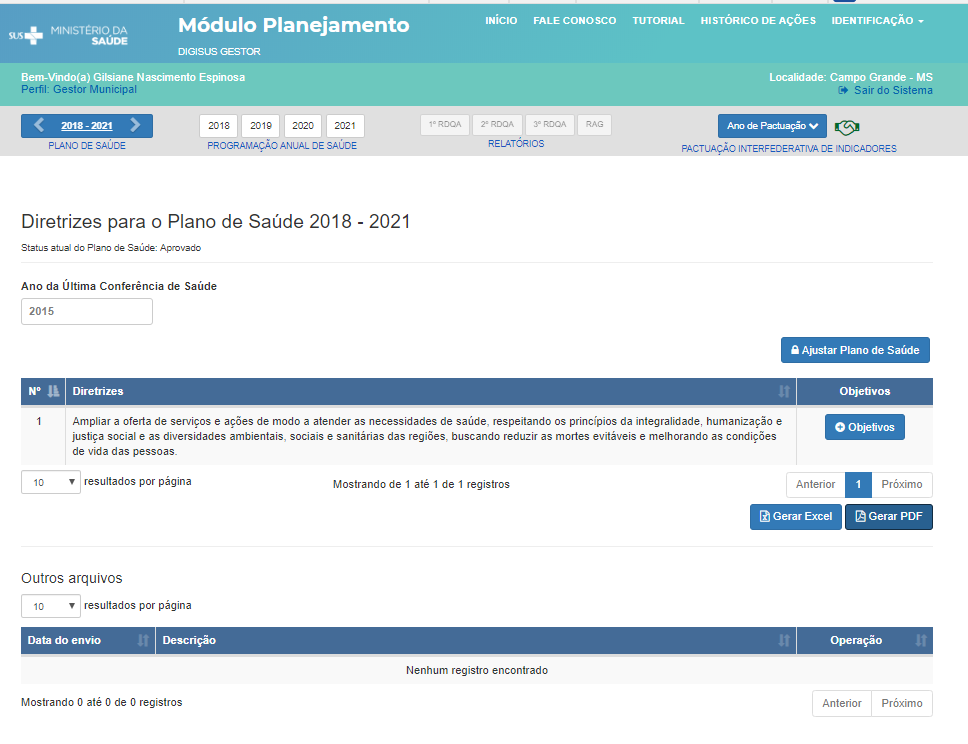 SUS MINISTÉRIO DA SAÚDE
Módulo Planejamento
DIGISUS GESTOR
INÍCIO FALE CONOSCO TUTORIAL HISTÓRICO DE AÇÕES IDENTIFICAÇÃO
Bem-Vindo(a) Gilsiane Nascimento Espinosa
Perfil: Gestor Municipal
Localidade: Campo Grande - MS
Sair do Sistema
2018 - 2021
PLANO DE SAÚDE
2018 2019 2020 2021
PROGRAMAÇÃO ANUAL DE SAÚDE
1º RDQA 2º RDQA 3º RDQA RAG
RELATÓRIOS
Ano de Pactuação
PACTUAÇÃO INTERFEDERATIVA DE INDICADORES
Diretrizes para o Plano de Saúde 2018 - 2021
Status atual do Plano de Saúde: Aprovado
Ano da Última Conferência de Saúde
2015
Ajustar Plano de Saúde
Nº Diretrizes Objetivos
1 Ampliar a oferta de serviços e ações de modo a atender as necessidades de saúde, respeitando os princípios da integralidade, humanização e
justiça social e as diversidades ambientais, sociais e sanitárias das regiões, buscando reduzir as mortes evitáveis e melhorando as condições
de vida das pessoas.
Objetivos
10 resultados por página
Mostrando de 1 até 1 de 1 registros
Anterior 1 Próximo
Gerar Excel Gerar PDF
Outros arquivos
10 resultados por página
Data do envio Descrição Operação
Nenhum registro encontrado
Mostrando 0 até 0 de 0 registros
Anterior Próximo